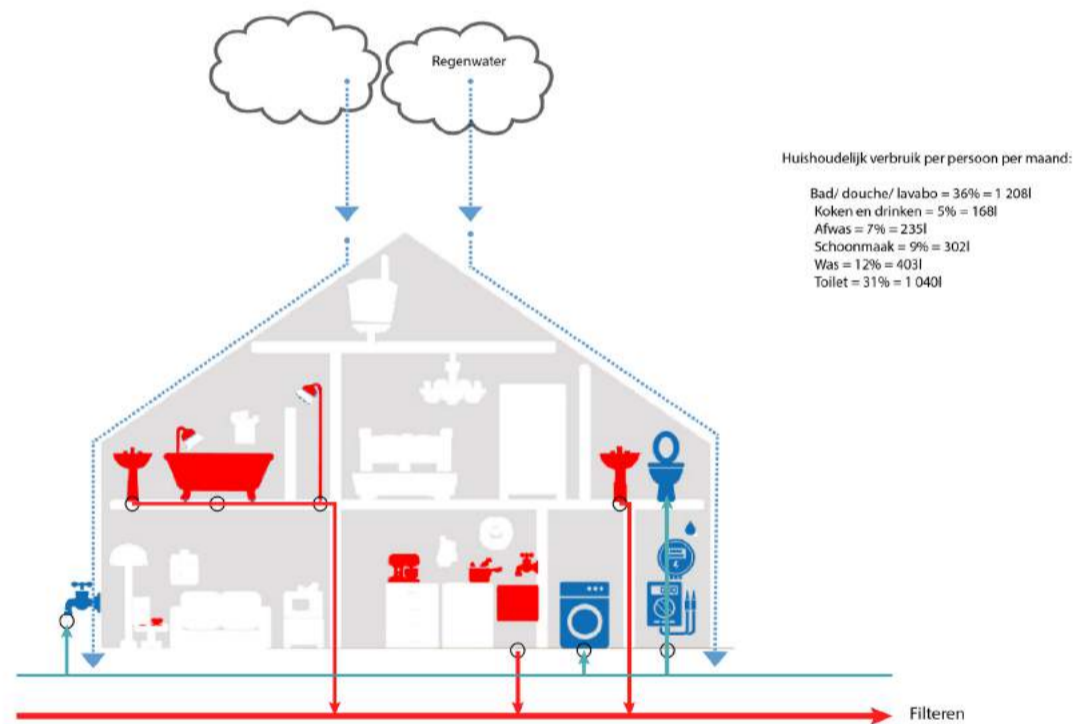 Regenwater
Huishoudelijk verbruik per persoon per maand:
Bad/ douche/ lavabo = 36% = 1 208l
Koken en drinken = 5% = 168l
Afwas = 7% = 235l
Schoonmaak = 9% = 302l
Was = 12% = 403l
Toilet = 31% = 1 040l
Filteren